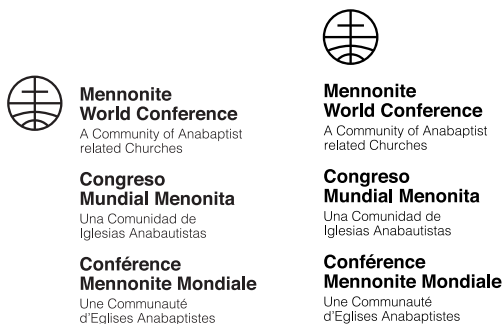 Mennonite
World Conference
A Community of Anabaptist
related Churches
Congreso
Mundial Menonita
Una Comunidad de
Iglesias Anabautistas
Conférence
Mennonite Mondiale
Une Communauté
d'Eglises Anabaptistes
Mennonite
World Conference
A Community of Anabaptist
related Churches
Congreso
Mundial Menonita
Una Comunidad de
Iglesias Anabautistas
Conférence
Mennonite Mondiale
Une Communauté
d'Eglises Anabaptistes